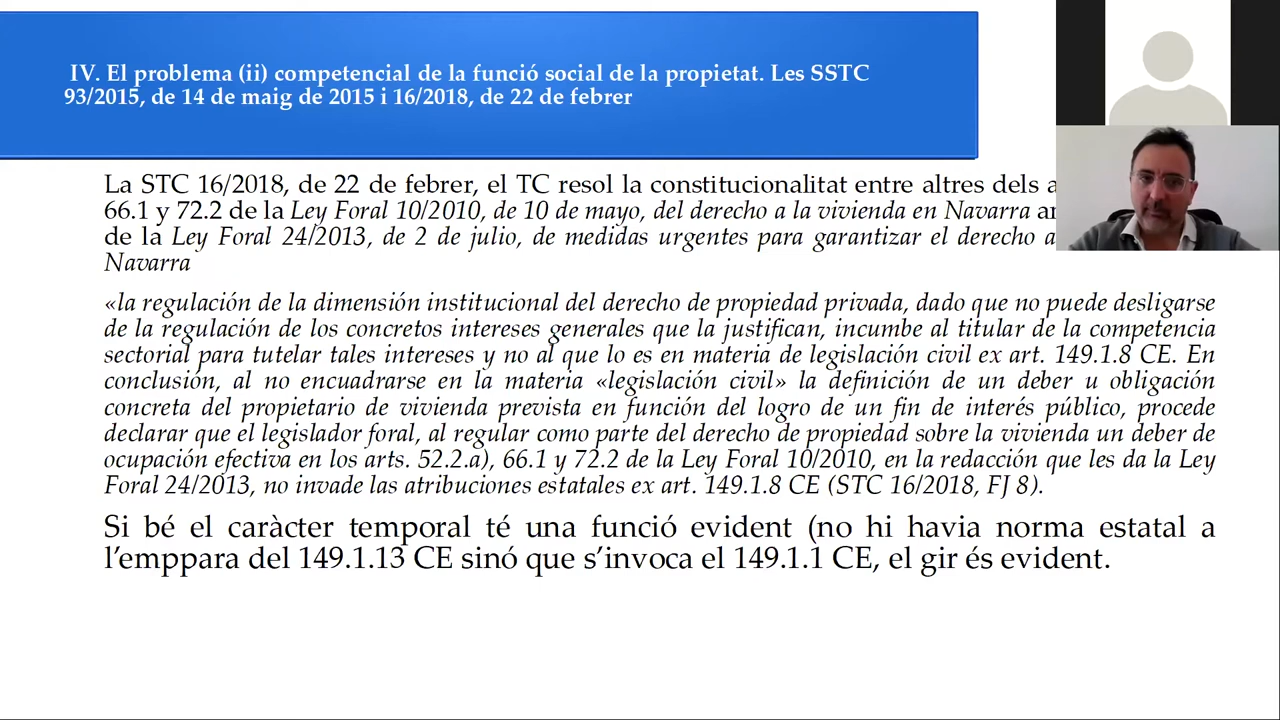 IV. El problema (ii) competencial de la funció social de la propietat. Les SSTC
93/2015, de 14 de maig de 2015 i 16/2018, de 22 de febrer
La STC 16/2018, de 22 de febrer, el TC resol la constitucionalitat entre altres dels
66.1 y 72.2 de la Ley Foral 10/2010, de 10 de mayo, del derecho a la vivienda en Navarra
de la Ley Foral 24/2013, de 2 de julio, de medidas urgentes para garantizar el derecho a
Navarra
«la regulación de la dimensión institucional del derecho de propiedad privada, dado que no puede desligarse
de la regulación de los concretos intereses generales que la justifican, incumbe al titular de la competencia
sectorial para tutelar tales intereses y no al que lo es en materia de legislación civil ex art. 149.1.8 CE. En
conclusión, al no encuadrarse en la materia «legislación civil» la definición de un deber u obligación
concreta del propietario de vivienda prevista en función del logro de un fin de interés público, procede
declarar que el legislador foral, al regular como parte del derecho de propiedad sobre la vivienda un deber de
ocupación efectiva en los arts. 52.2.a), 66.1 y 72.2 de la Ley Foral 10/2010, en la redacción que les da la Ley
Foral 24/2013, no invade las atribuciones estatales ex art. 149.1.8 CE (STC 16/2018, FJ 8).
Si bé el caràcter temporal té una funció evident (no hi havia norma estatal a
l’emppara del 149.1.13 CE sinó que s’invoca el 149.1.1 CE, el gir és evident.